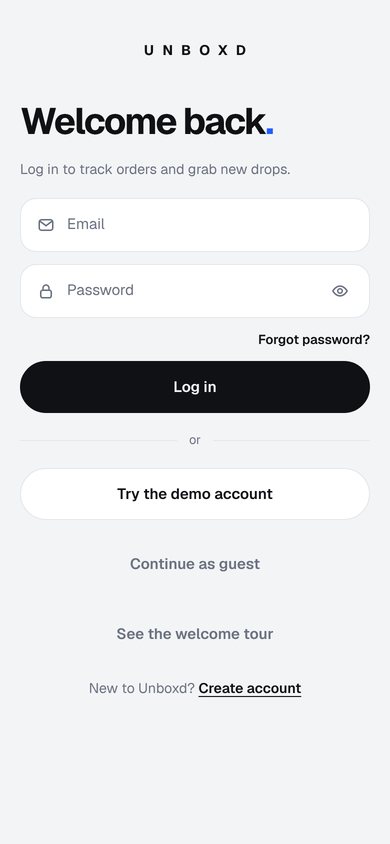 UNBOXD
Welcome back.
Log in to track orders and grab new drops.
Email
Password
Forgot password?
Log in
or
Try the demo account
Continue as guest
See the welcome tour
New to Unboxd? Create account